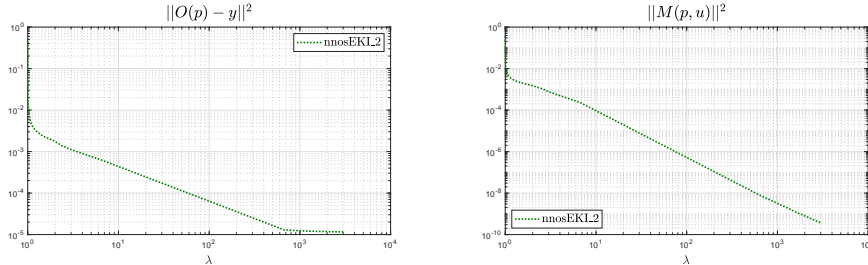 ||O(p) − y||²
nnosEKI_2
10⁰
10⁻¹
10⁻²
10⁻³
10⁻⁴
10⁻⁵
10⁰ 10¹ 10² 10³ 10⁴
λ
||M(p, u)||²
nnosEKI_2
10⁰
10⁻²
10⁻⁴
10⁻⁶
10⁻⁸
10⁻¹⁰
10⁰ 10¹ 10² 10³
λ